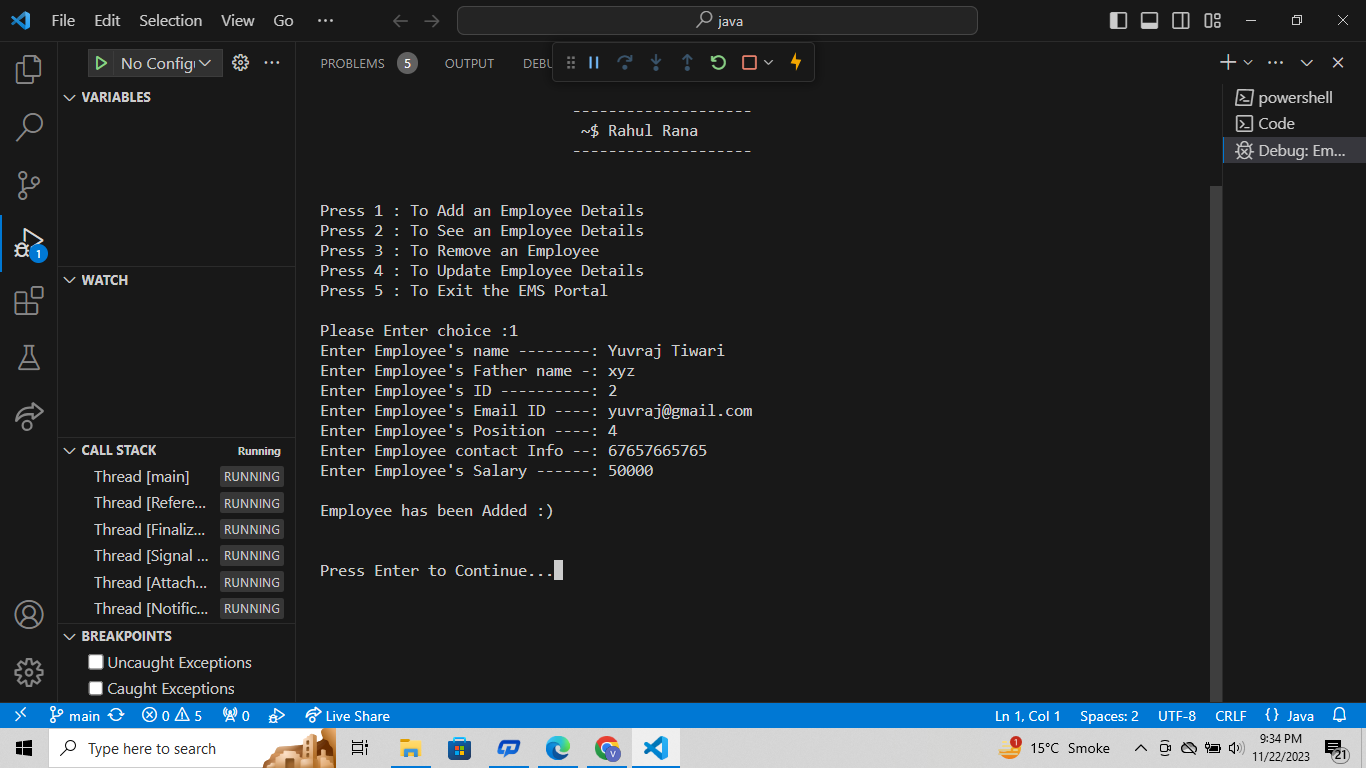 File Edit Selection View Go ··· java
No Config
PROBLEMS 5 OUTPUT DEBU
VARIABLES
WATCH
CALL STACK Running
Thread [main] RUNNING
Thread [Refere... RUNNING
Thread [Finaliz... RUNNING
Thread [Signal ... RUNNING
Thread [Attach... RUNNING
Thread [Notific... RUNNING
BREAKPOINTS
Uncaught Exceptions
Caught Exceptions
1
--------------------
~$ Rahul Rana
--------------------
Press 1 : To Add an Employee Details
Press 2 : To See an Employee Details
Press 3 : To Remove an Employee
Press 4 : To Update Employee Details
Press 5 : To Exit the EMS Portal
Please Enter choice :1
Enter Employee's name --------: Yuvraj Tiwari
Enter Employee's Father name -: xyz
Enter Employee's ID ----------: 2
Enter Employee's Email ID ----: yuvraj@gmail.com
Enter Employee's Position ----: 4
Enter Employee contact Info --: 67657665765
Enter Employee's Salary ------: 50000
Employee has been Added :)
Press Enter to Continue...
powershell
Code
Debug: Em...
main 0 5 0 Live Share Ln 1, Col 1 Spaces: 2 UTF-8 CRLF {} Java
Type here to search 1 15°C Smoke 9:34 PM
11/22/2023
21